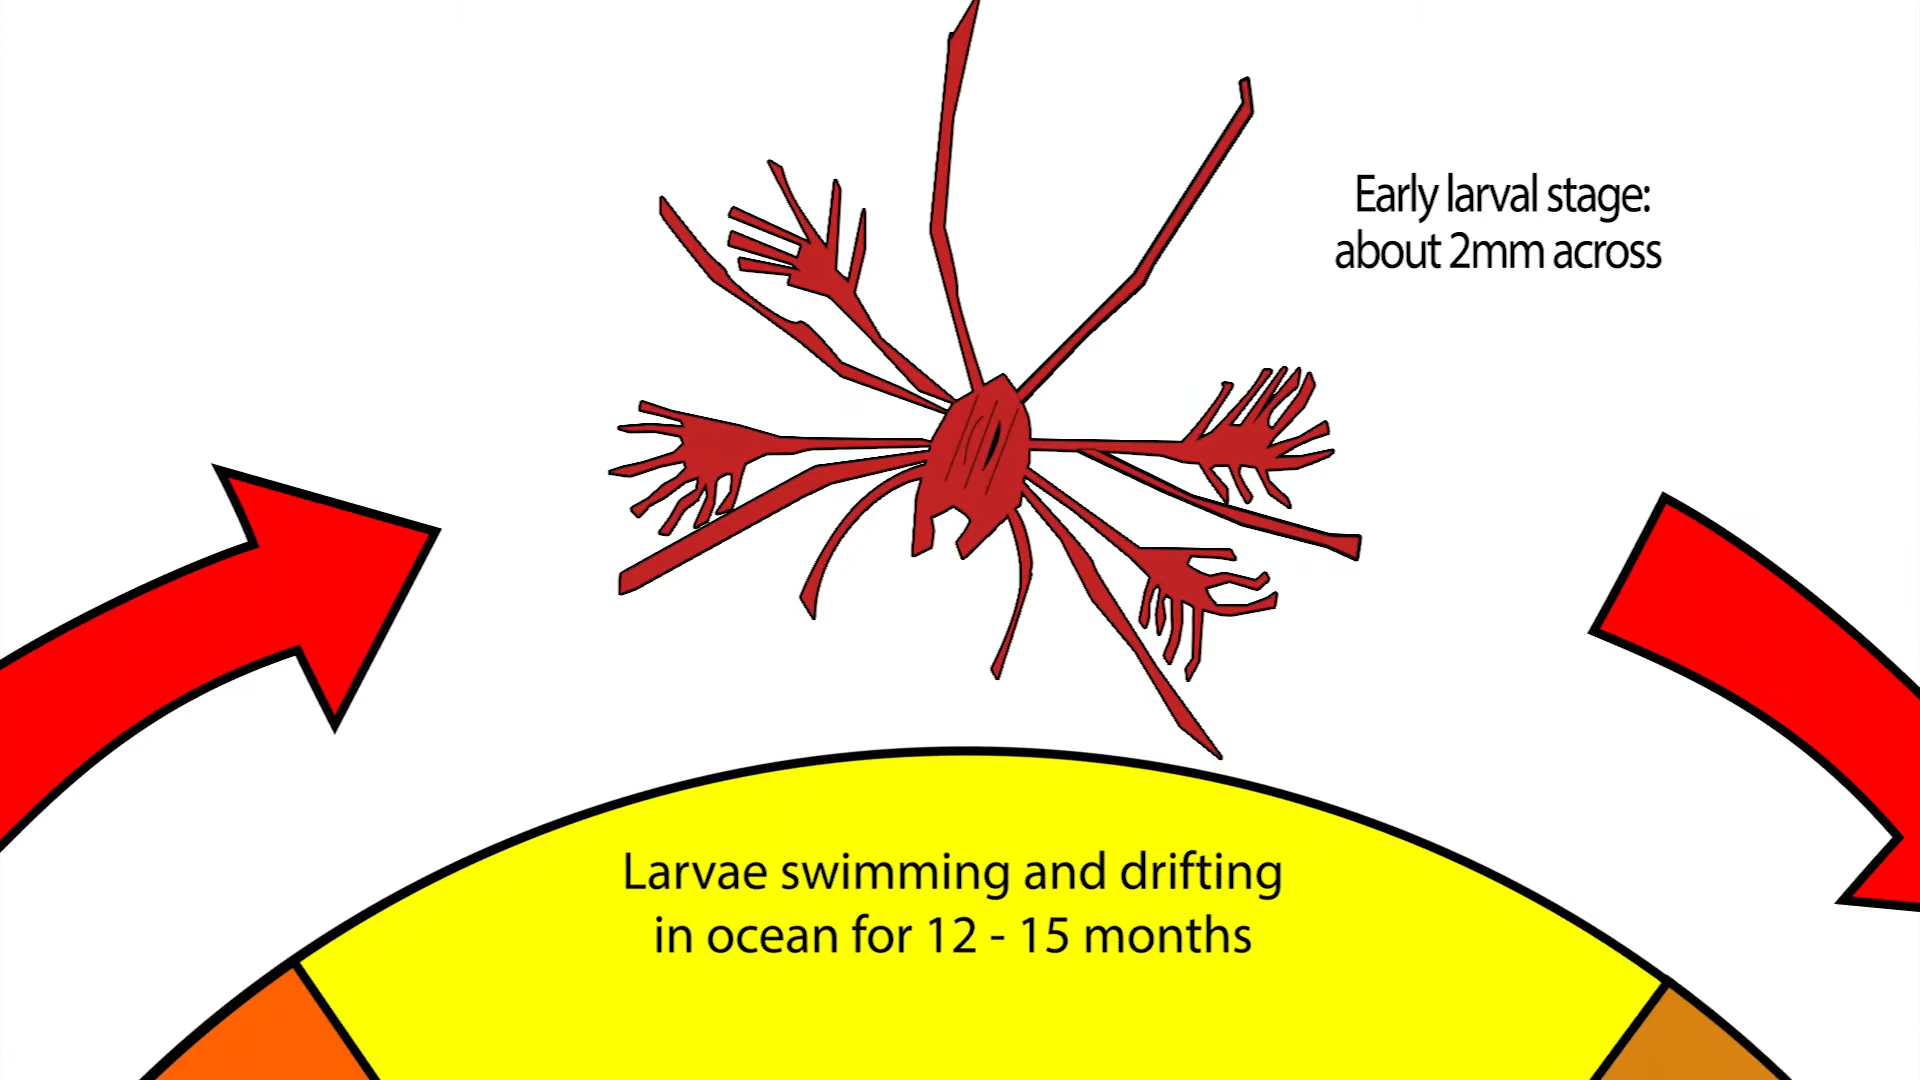 Early larval stage:
about 2mm across
Larvae swimming and drifting
in ocean for 12 - 15 months